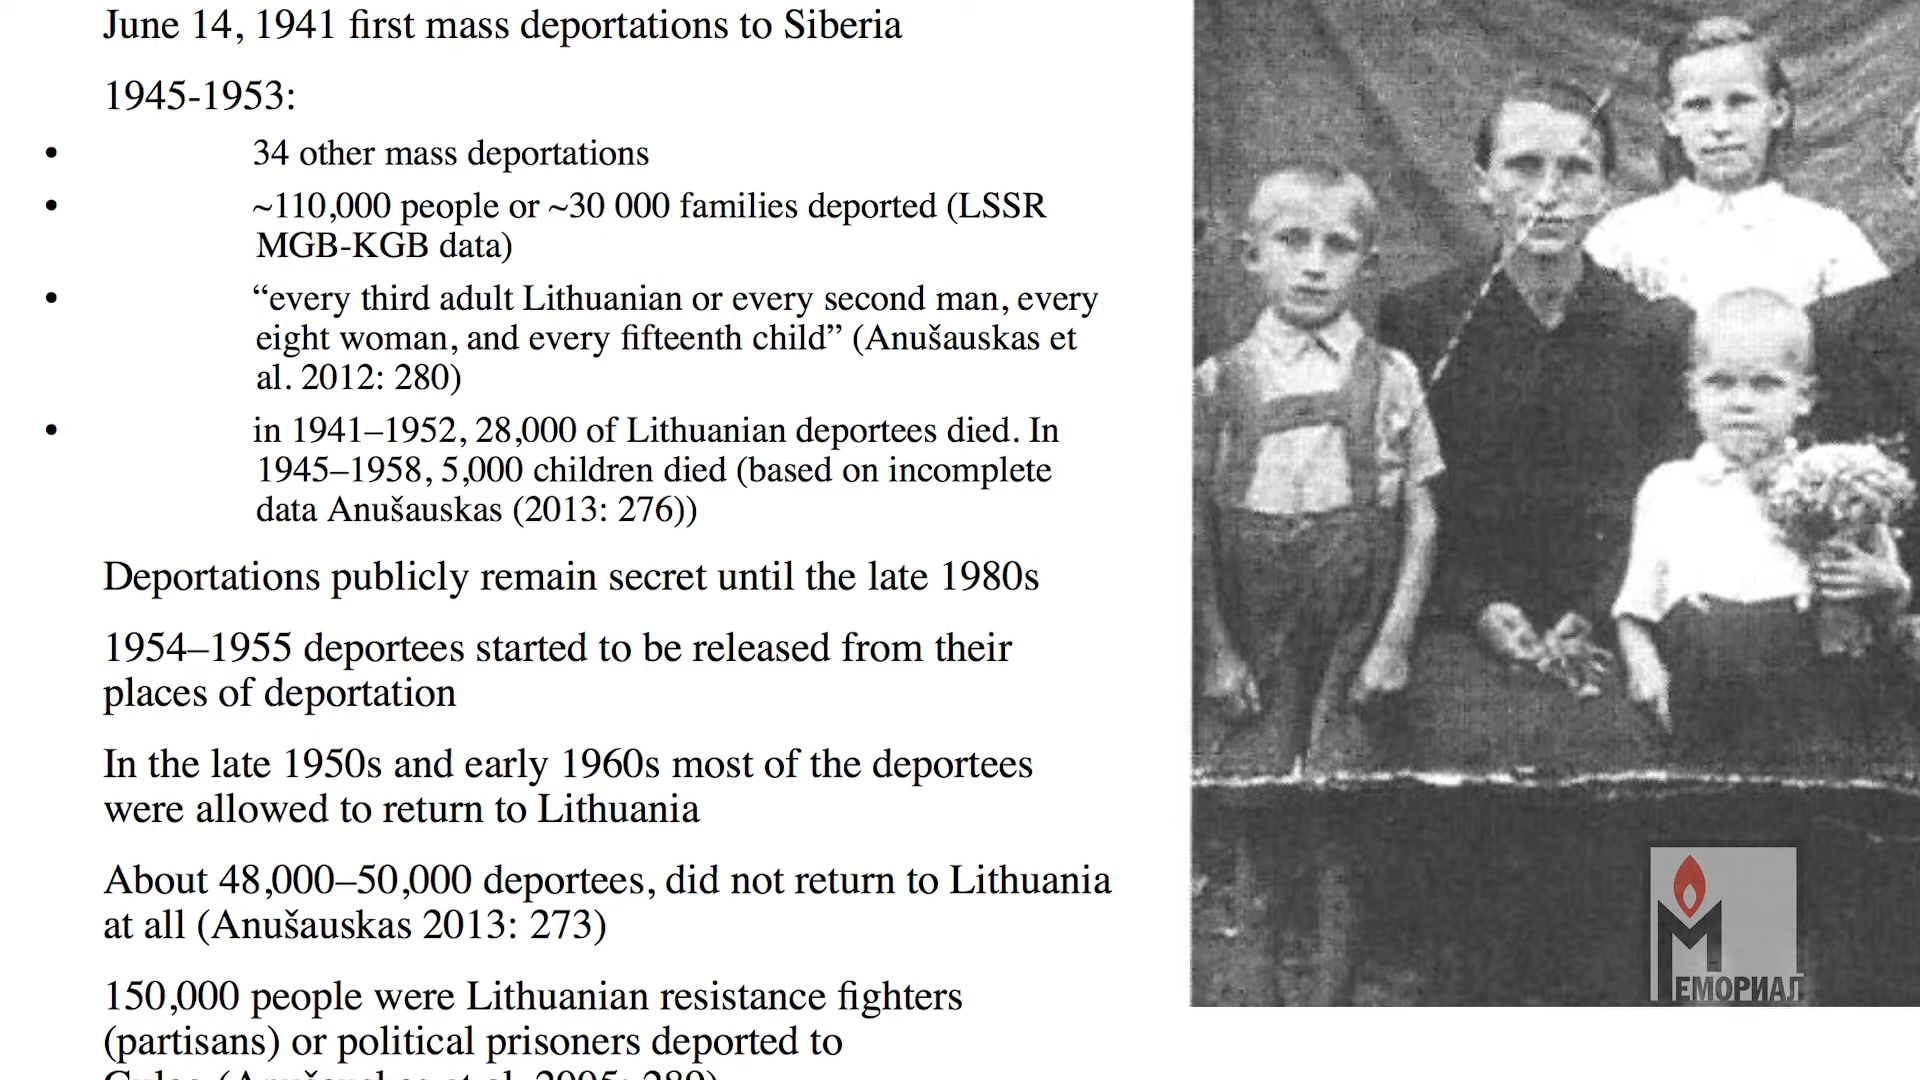 June 14, 1941 first mass deportations to Siberia
1945-1953:
• 34 other mass deportations
• ~110,000 people or ~30 000 families deported (LSSR
MGB-KGB data)
• “every third adult Lithuanian or every second man, every
eight woman, and every fifteenth child” (Anušauskas et
al. 2012: 280)
• in 1941–1952, 28,000 of Lithuanian deportees died. In
1945–1958, 5,000 children died (based on incomplete
data Anušauskas (2013: 276))
Deportations publicly remain secret until the late 1980s
1954–1955 deportees started to be released from their
places of deportation
In the late 1950s and early 1960s most of the deportees
were allowed to return to Lithuania
About 48,000–50,000 deportees, did not return to Lithuania
at all (Anušauskas 2013: 273)
150,000 people were Lithuanian resistance fighters
(partisans) or political prisoners deported to
Gulag (Anušauskas et al. 2005: 289)
МЕМОРИАЛ